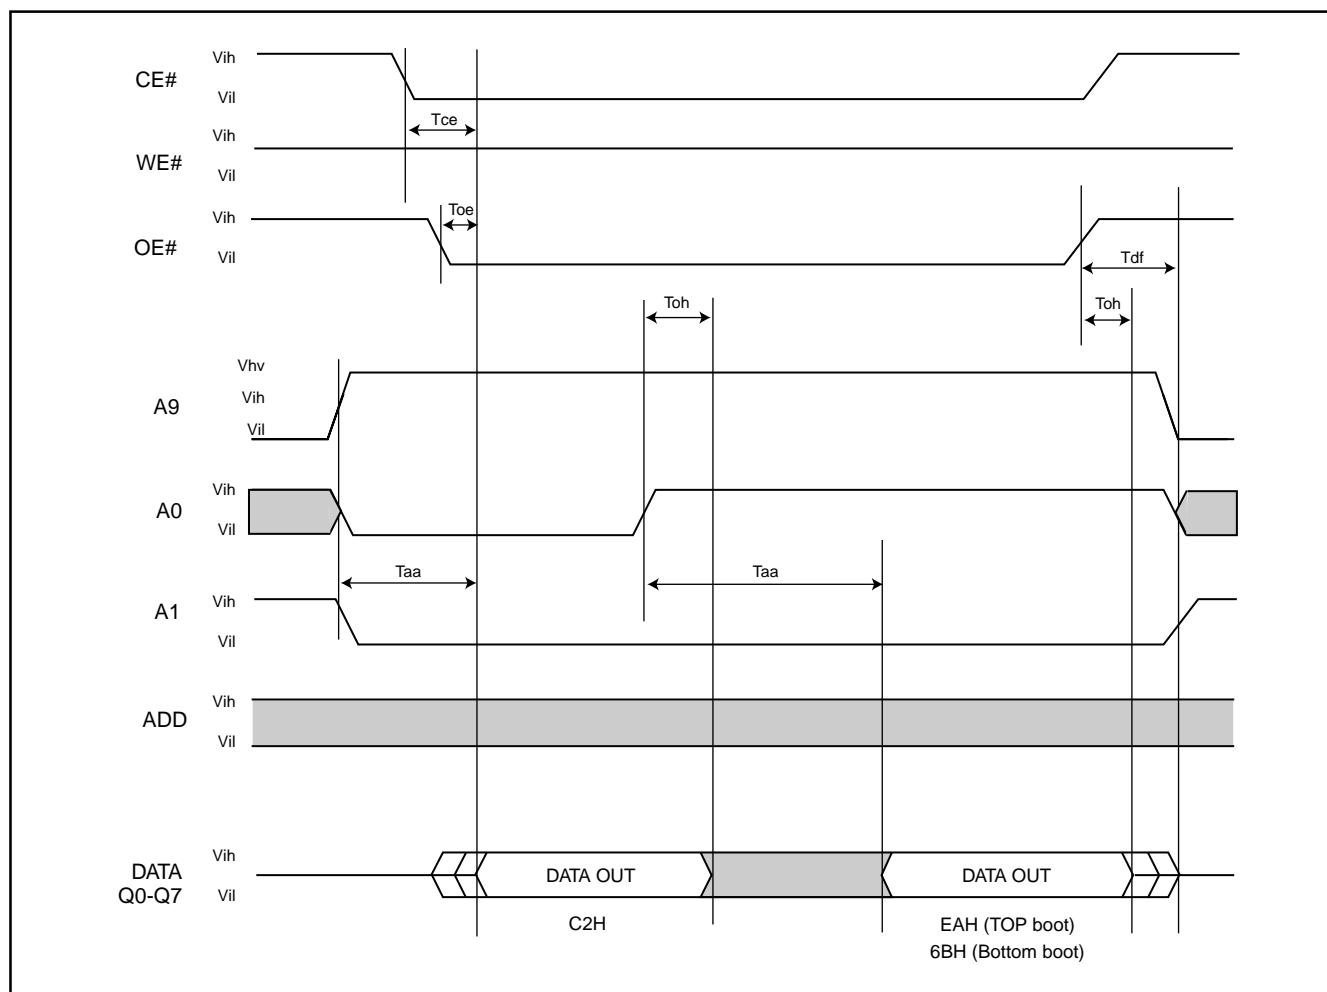 Vih
CE#
Vil
Tce
Vih
WE#
Vil
Toe
Vih
OE#
Vil
Tdf
Toh
Toh
Vhv
A9
Vih
Vil
Vih
A0
Vil
Taa
Taa
Vih
A1
Vil
Vih
ADD
Vil
Vih
DATA
Q0-Q7
Vil
DATA OUT
DATA OUT
C2H
EAH (TOP boot)
6BH (Bottom boot)